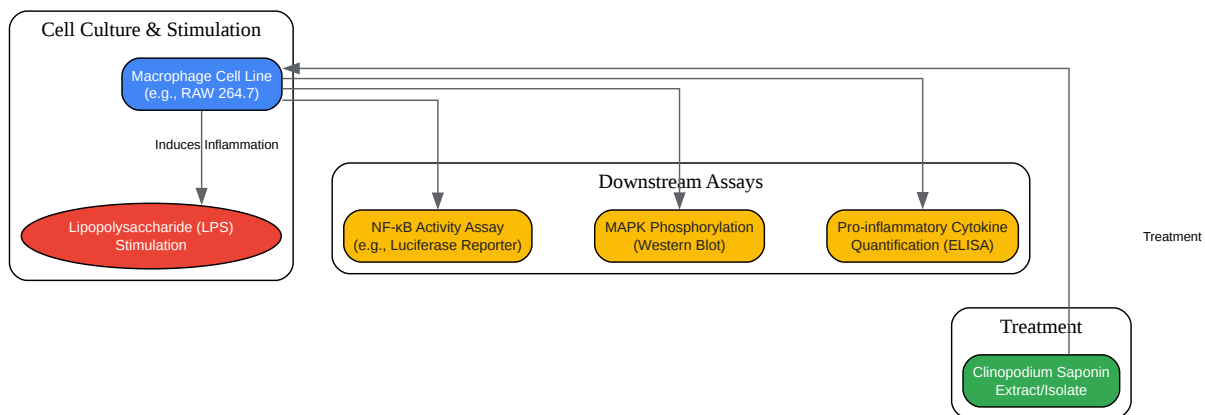 Cell Culture & Stimulation
Macrophage Cell Line
(e.g., RAW 264.7)
Induces Inflammation
Lipopolysaccharide (LPS)
Stimulation
Downstream Assays
NF-κB Activity Assay
(e.g., Luciferase Reporter)
MAPK Phosphorylation
(Western Blot)
Pro-inflammatory Cytokine
Quantification (ELISA)
Treatment
Treatment
Clinopodium Saponin
Extract/Isolate